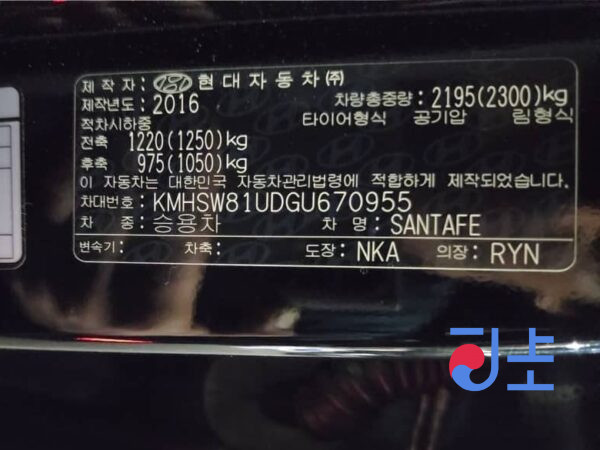 제 작 자 : HYUNDAI 현대자동차㈜
제작년도 : 2016 차량총중량 : 2195(2300)kg
적차시하중 타이어형식 공기압 림형식
전축 1220(1250)kg
후축 975(1050)kg
이 자동차는 대한민국 자동차관리법령에 적합하게 제작되었습니다.
차대번호 : KMHSW81UDGU670955
차 종 : 승용차 차 명 : SANTAFE
변속기 : 차축 : 도장 : NKA 의장 : RYN